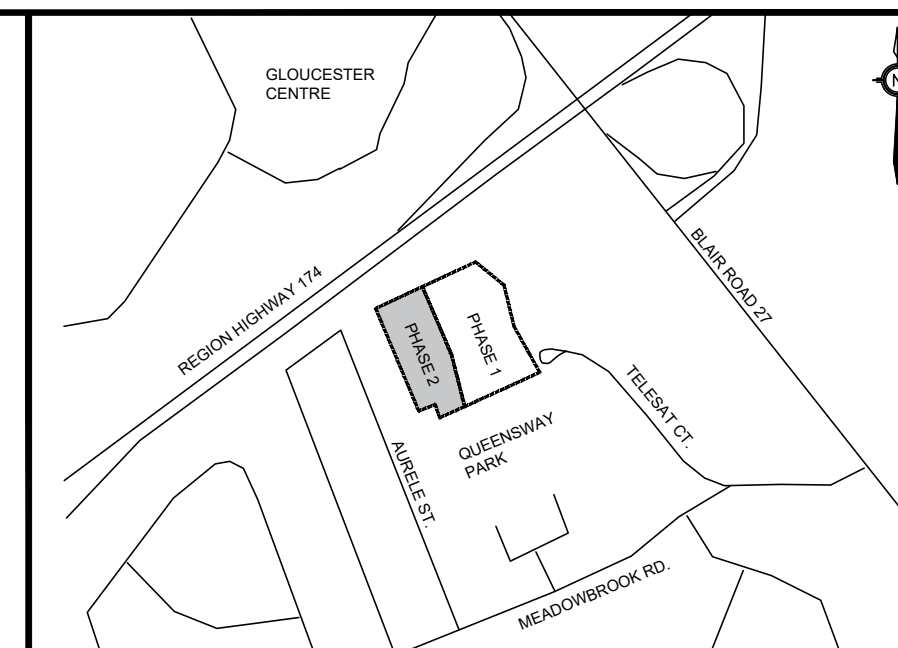 GLOUCESTER
CENTRE
N
REGION HIGHWAY 174
BLAIR ROAD 27
PHASE 2
PHASE 1
TELESAT CT.
QUEENSWAY
PARK
AURELE ST.
MEADOWBROOK RD.